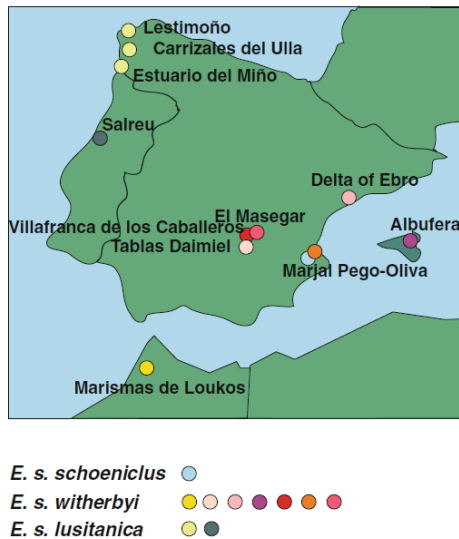 Lestimoño
Carrizales del Ulla
Estuario del Miño
Salreu
Delta of Ebro
El Masegar
Albufera
Villafranca de los Caballeros
Tablas Daimiel
Marjal Pego-Oliva
Marismas de Loukos
E. s. schoeniclus
E. s. witherbyi
E. s. lusitanica